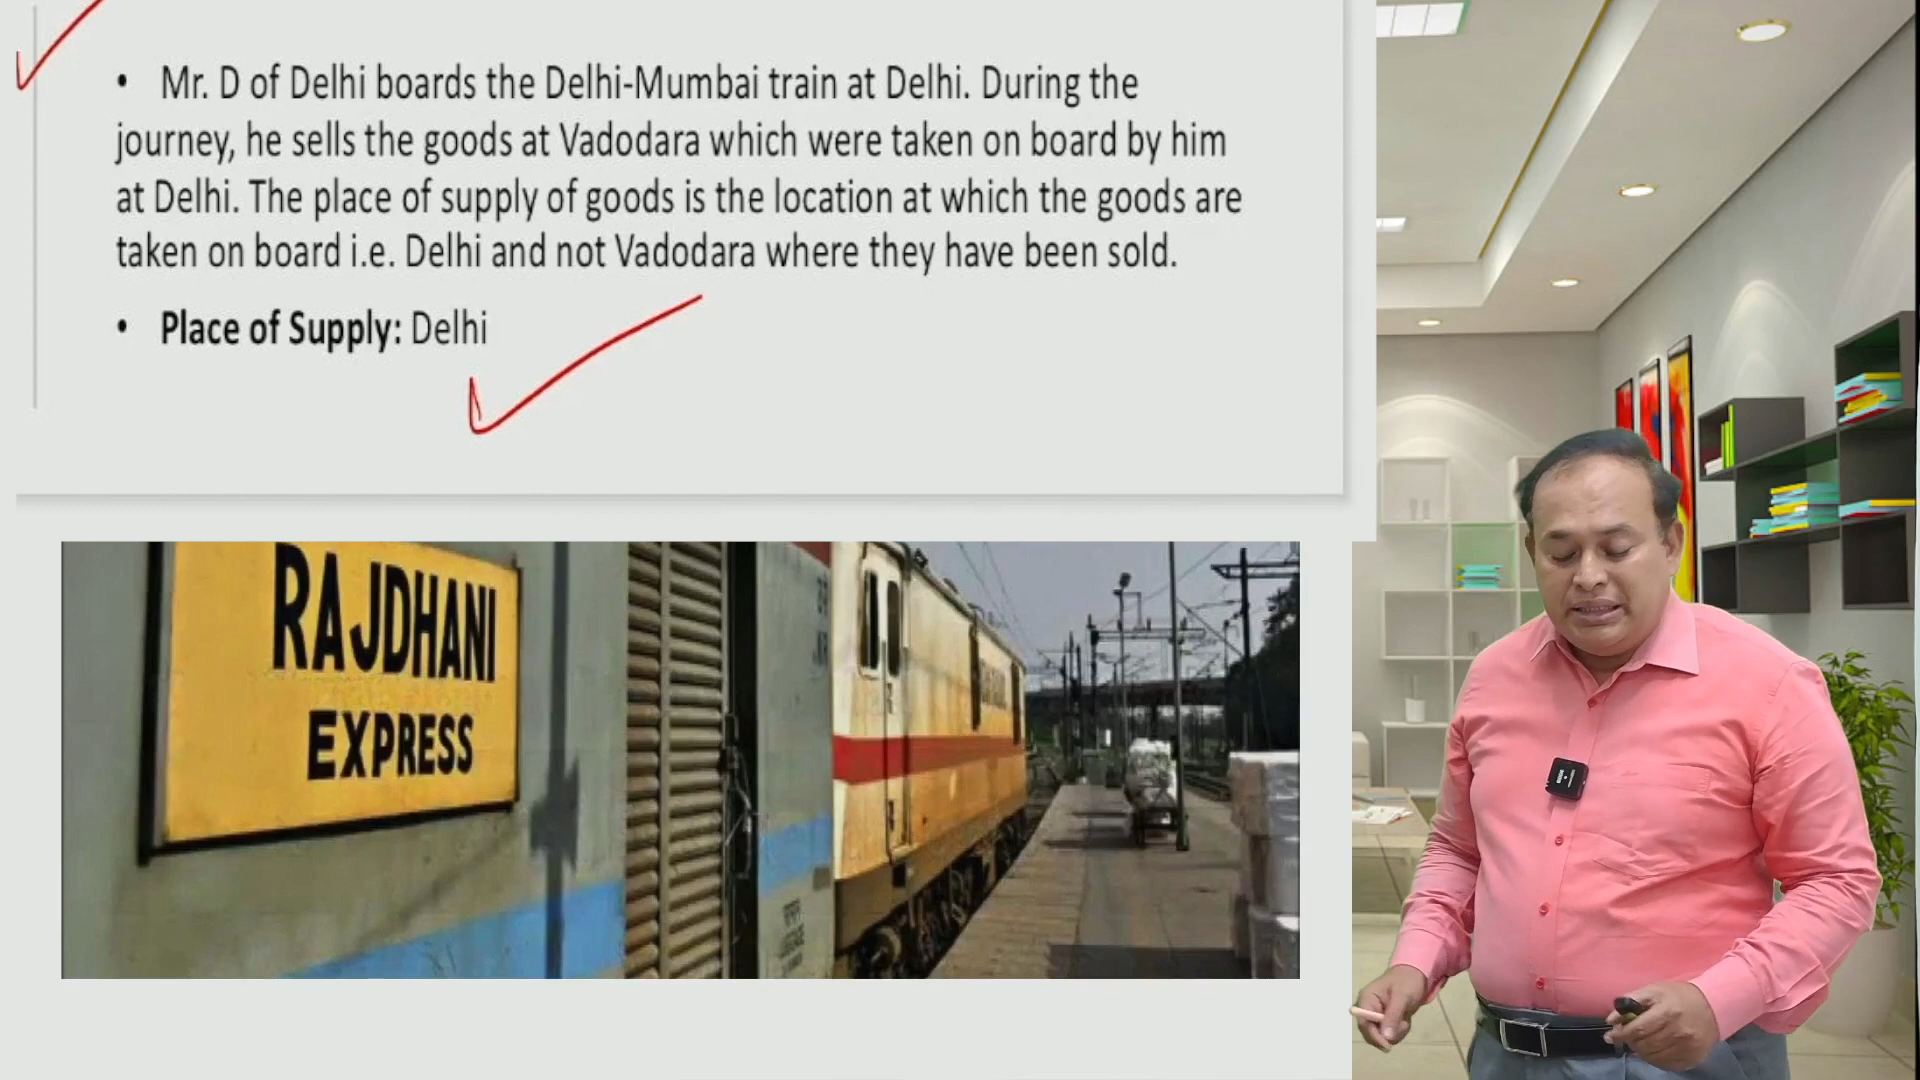 • Mr. D of Delhi boards the Delhi-Mumbai train at Delhi. During the
journey, he sells the goods at Vadodara which were taken on board by him
at Delhi. The place of supply of goods is the location at which the goods are
taken on board i.e. Delhi and not Vadodara where they have been sold.
• Place of Supply: Delhi
RAJDHANI
EXPRESS